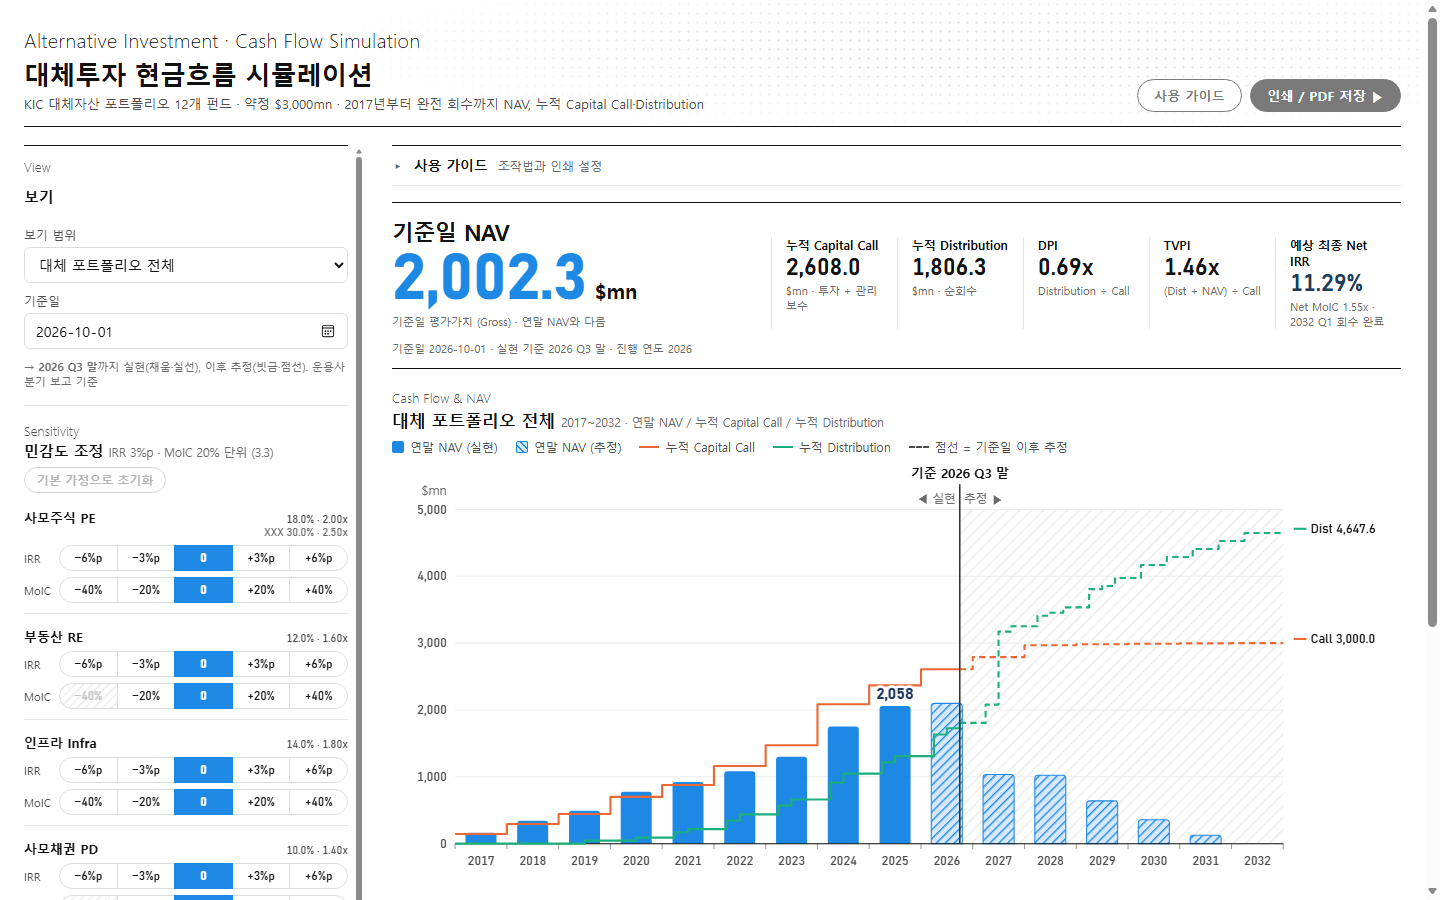 Alternative Investment · Cash Flow Simulation
대체투자 현금흐름 시뮬레이션
KIC 대체자산 포트폴리오 12개 펀드 · 약정 $3,000mn · 2017년부터 완전 회수까지 NAV, 누적 Capital Call·Distribution
사용 가이드
인쇄 / PDF 저장 ▶
View
보기
보기 범위
대체 포트폴리오 전체
기준일
2026-10-01
→ 2026 Q3 말까지 실현(채움·실선), 이후 추정(빗금·점선). 운용사
분기 보고 기준
Sensitivity
민감도 조정 IRR 3%p · MoIC 20% 단위 (3.3)
기본 가정으로 초기화
사모주식 PE
18.0% · 2.00x
XXX 30.0% · 2.50x
IRR −6%p −3%p 0 +3%p +6%p
MoIC −40% −20% 0 +20% +40%
부동산 RE 12.0% · 1.60x
IRR −6%p −3%p 0 +3%p +6%p
MoIC −40% −20% 0 +20% +40%
인프라 Infra 14.0% · 1.80x
IRR −6%p −3%p 0 +3%p +6%p
MoIC −40% −20% 0 +20% +40%
사모채권 PD 10.0% · 1.40x
IRR −6%p −3%p 0 +3%p +6%p
▸ 사용 가이드 조작법과 인쇄 설정
기준일 NAV
2,002.3 $mn
기준일 평가가치 (Gross) · 연말 NAV와 다름
기준일 2026-10-01 · 실현 기준 2026 Q3 말 · 진행 연도 2026
누적 Capital Call
2,608.0
$mn · 투자 + 관리
보수
누적 Distribution
1,806.3
$mn · 순회수
DPI
0.69x
Distribution ÷ Call
TVPI
1.46x
(Dist + NAV) ÷ Call
예상 최종 Net
IRR
11.29%
Net MoIC 1.55x ·
2032 Q1 회수 완료
Cash Flow & NAV
대체 포트폴리오 전체 2017~2032 · 연말 NAV / 누적 Capital Call / 누적 Distribution
연말 NAV (실현) 연말 NAV (추정) 누적 Capital Call 누적 Distribution 점선 = 기준일 이후 추정
기준 2026 Q3 말
◀ 실현 추정 ▶
$mn
5,000
4,000
3,000
2,000
1,000
0
2,058
Dist 4,647.6
Call 3,000.0
2017 2018 2019 2020 2021 2022 2023 2024 2025 2026 2027 2028 2029 2030 2031 2032